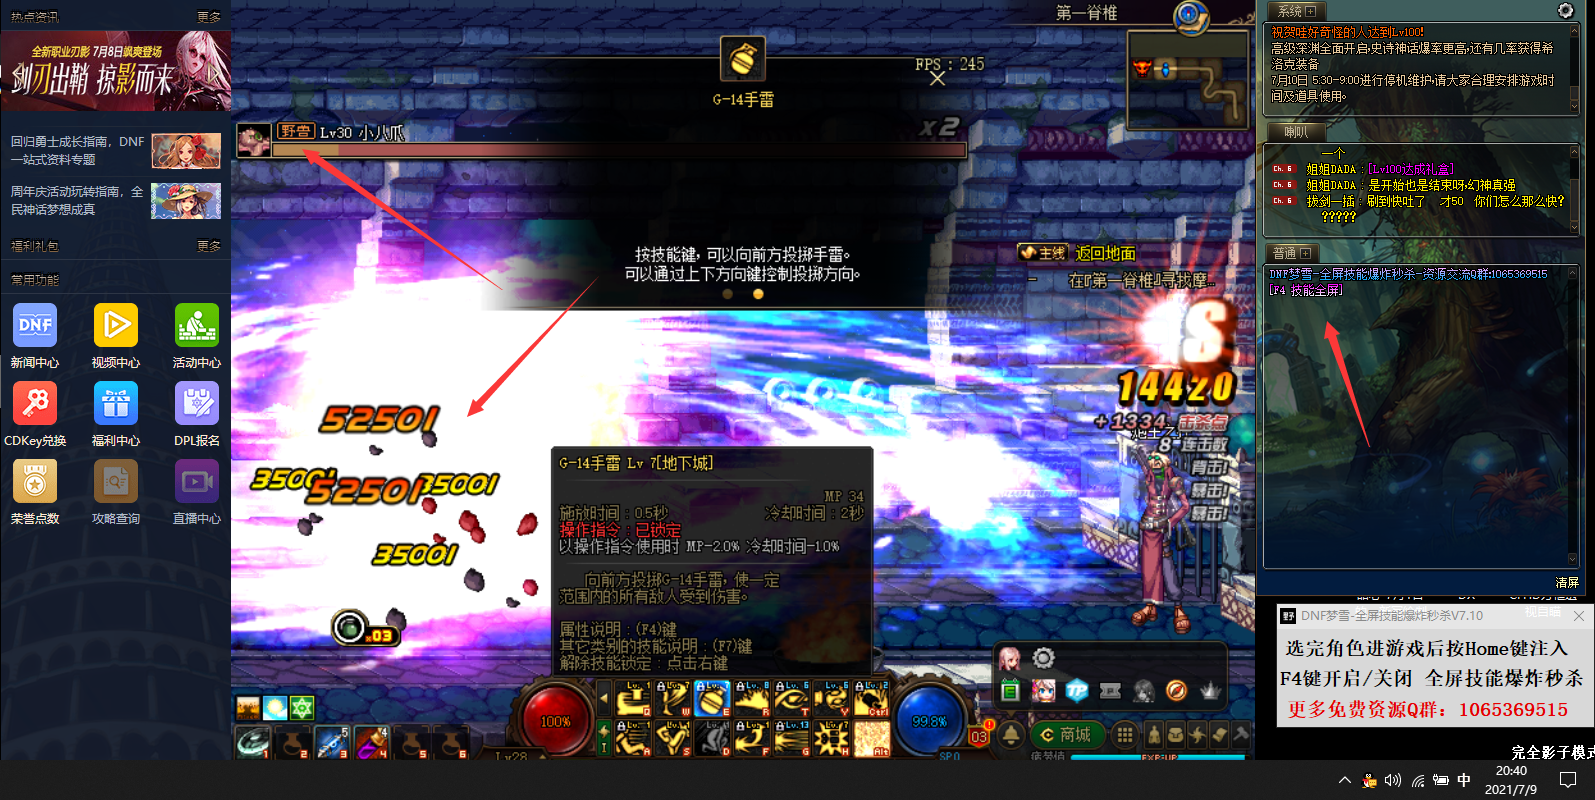 热点资讯 更多
全新职业刃影 7月8日飒爽登场
剑刃出鞘 掠影而来
回归勇士成长指南，DNF
一站式资料专题
周年庆活动玩转指南，全
民神话梦想成真
福利礼包 更多
常用功能
DNF
新闻中心 视频中心 活动中心
CDKey兑换 福利中心 DPL报名
荣誉点数 攻略查询 直播中心
第一脊椎
FPS : 245
G-14手雷
x2
野兽 Lv30 小八爪
按技能键, 可以向前方投掷手雷。
可以通过上下方向键控制投掷方向。
主线 返回地面
在『第一脊椎』寻找摩...
S
14420
+1334 击杀点
8 连击数
背击!
暴击!
暴击!
52501
35001
52501
35001
35001
x03
G-14手雷 Lv 7[地下城]
MP 34
施放时间 : 0.5秒 冷却时间 : 2秒
操作指令 : 已锁定
以操作指令使用时 MP-2.0% 冷却时间-1.0%
向前方投掷G-14手雷, 使一定
范围内的所有敌人受到伤害。
属性说明 : (F4)键
其它类别的技能说明 : (F7)键
解除技能锁定 : 点击右键
100%
99.8%
Lv28
SP 0
03
商城
TP
EXP:UP
系统
祝贺哇好奇怪的人达到Lv100!
高级深渊全面开启,史诗神话爆率更高,还有几率获得希
洛克装备
7月10日 5:30-9:00进行停机维护,请大家合理安排游戏时
间及道具使用。
喇叭
一个
Ch. 6 姐姐DADA : [Lv100达成礼盒]
Ch. 6 姐姐DADA : 是开始也是结束呀,幻神真强
Ch. 6 拔剑一插 : 刷到快吐了 才50 你们怎么那么快?
?????
普通
DNF梦雪-全屏技能爆炸秒杀-资源交流Q群:1065369515
[F4 技能全屏]
清屏
野 DNF梦雪-全屏技能爆炸秒杀V7.10
选完角色进游戏后按Home键注入
F4键开启/关闭 全屏技能爆炸秒杀
更多免费资源Q群: 1065369515
完全影子模式
中
20:40
2021/7/9